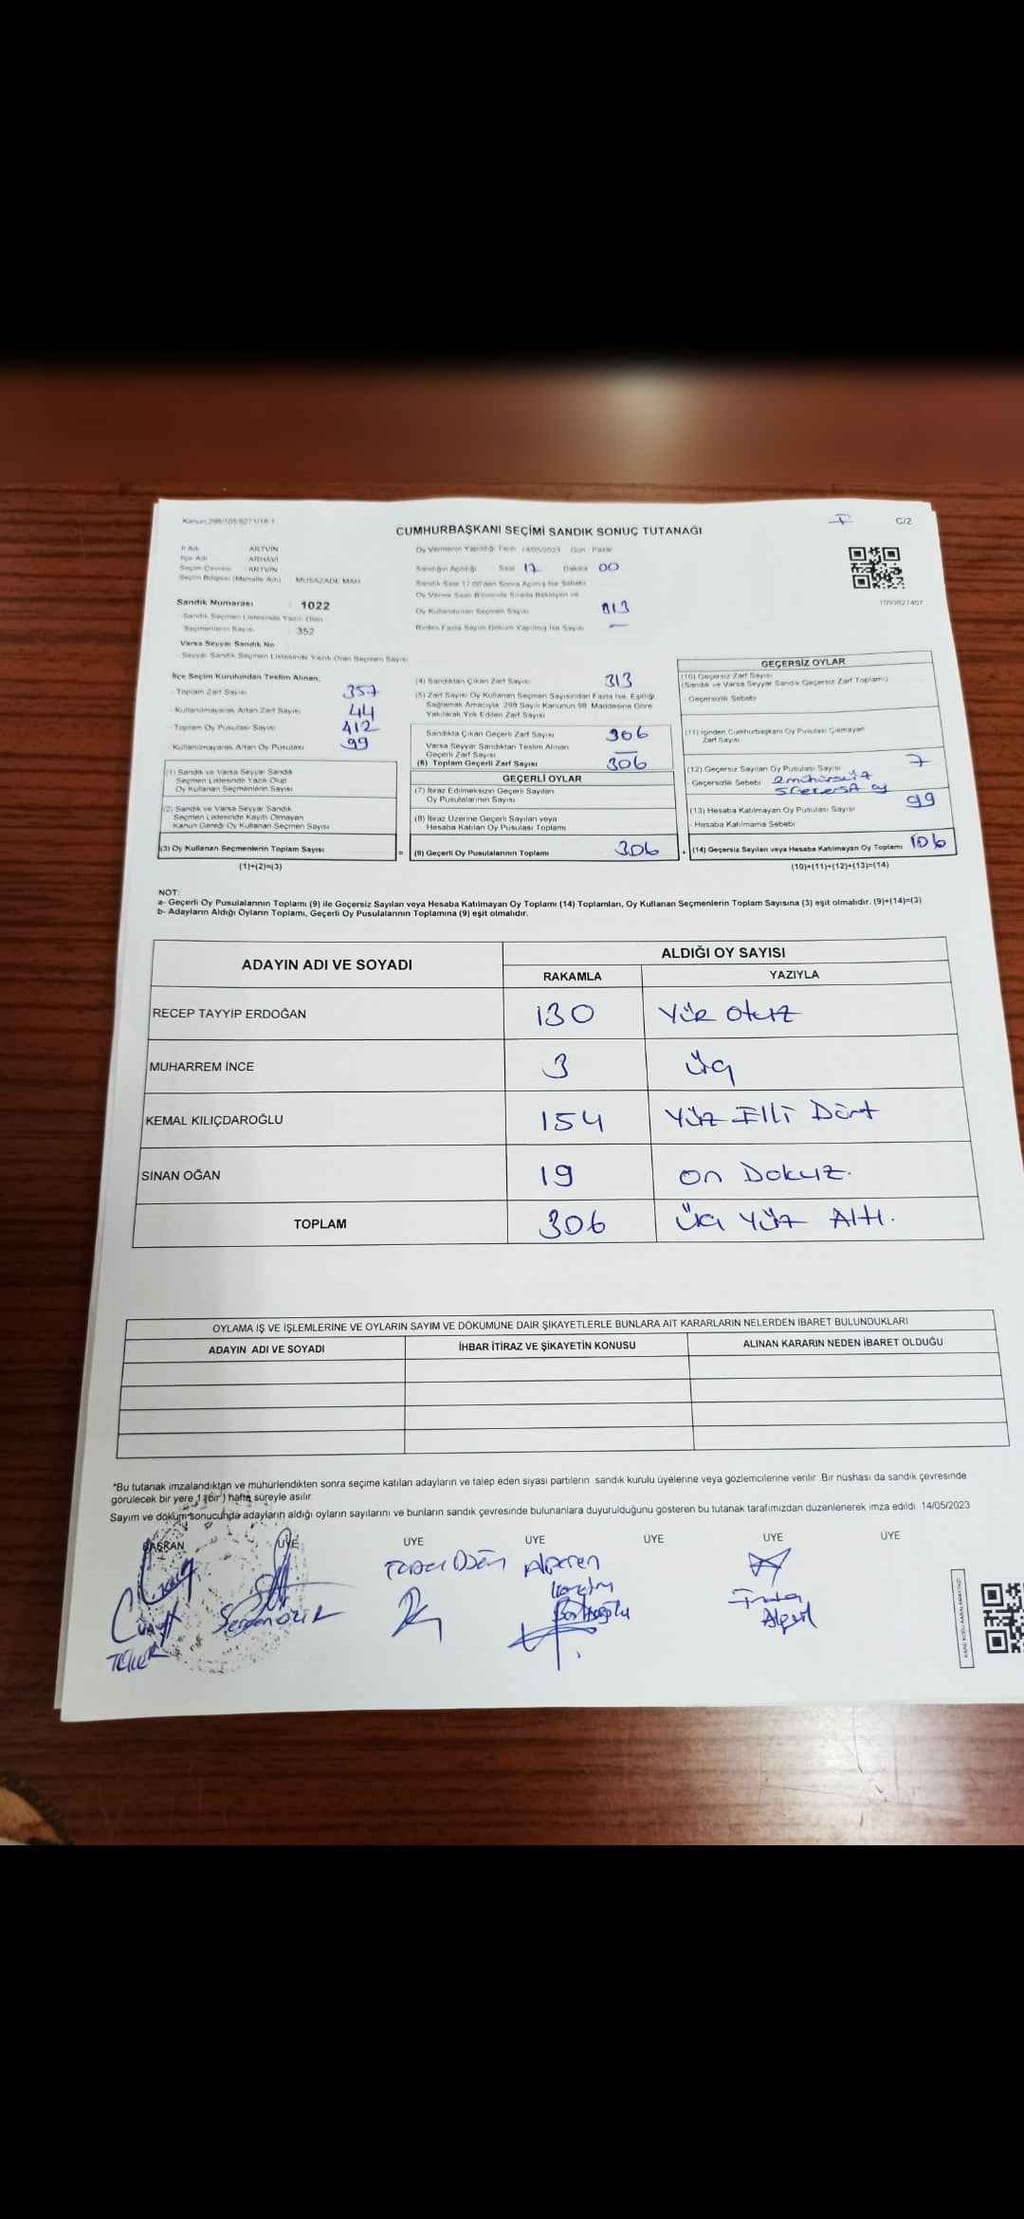 Kanun:298/105-6271/18-1
CUMHURBAŞKANI SEÇİMİ SANDIK SONUÇ TUTANAĞI
C/2
İl Adı ARTVİN
İlçe Adı ARHAVİ
Seçim Çevresi ARTVİN
Seçim Bölgesi (Mahalle Adı) MUSAZADE MAH
Sandık Numarası 1022
Sandık Seçmen Listesinde Yazılı Olan
Seçmenlerin Sayısı 352
Varsa Seyyar Sandık No
Seyyar Sandık Seçmen Listesinde Yazılı Olan Seçmen Sayısı
Oy Vermenin Yapıldığı Tarih 14/05/2023 Gün : Pazar
Sandığın Açıldığı Saat 17 Dakika 00
Sandık Saat 17:00'den Sonra Açılmış İse Sebebi
Oy Kullandırılan Seçmen Sayısı 313
Birden Fazla Sayım Döküm Yapılmış İse Sayısı —
İlçe Seçim Kurulundan Teslim Alınan;
Toplam Zarf Sayısı 357
Kullanılmayarak Artan Zarf Sayısı 44
Toplam Oy Pusulası Sayısı 412
Kullanılmayarak Artan Oy Pusulası 99
(1) Sandık ve Varsa Seyyar Sandık
Seçmen Listesinde Yazılı Olup
Oy Kullanan Seçmenlerin Sayısı
(2) Sandık ve Varsa Seyyar Sandık
Seçmen Listesinde Kayıtlı Olmayan
Kanun Gereği Oy Kullanan Seçmen Sayısı
(3) Oy Kullanan Seçmenlerin Toplam Sayısı
(1)+(2)=(3)
(4) Sandıktan Çıkan Zarf Sayısı 313
(5) Zarf Sayısı Oy Kullanan Seçmen Sayısından Fazla İse, Eşitliği
Sağlamak Amacıyla, 298 Sayılı Kanunun 98. Maddesine Göre
Yakılarak Yok Edilen Zarf Sayısı
Sandıkta Çıkan Geçerli Zarf Sayısı 306
Varsa Seyyar Sandıktan Teslim Alınan
Geçerli Zarf Sayısı —
(6) Toplam Geçerli Zarf Sayısı 306
GEÇERLİ OYLAR
(7) İtiraz Edilmeksizin Geçerli Sayılan
Oy Pusulalarının Sayısı
(8) İtiraz Üzerine Geçerli Sayılan veya
Hesaba Katılan Oy Pusulası Toplamı
(9) Geçerli Oy Pusulalarının Toplamı 306
GEÇERSİZ OYLAR
(10) Geçersiz Zarf Sayısı
(Sandık ve Varsa Seyyar Sandık Geçersiz Zarf Toplamı)
Geçersizlik Sebebi
(11) İçinden Cumhurbaşkanı Oy Pusulası Çıkmayan
Zarf Sayısı
(12) Geçersiz Sayılan Oy Pusulası Sayısı 7
Geçersizlik Sebebi 2 mühürsüz
5 Geçersiz oy
(13) Hesaba Katılmayan Oy Pusulası Sayısı 99
Hesaba Katılmama Sebebi
(14) Geçersiz Sayılan veya Hesaba Katılmayan Oy Toplamı 106
(10)+(11)+(12)+(13)=(14)
NOT:
a- Geçerli Oy Pusulalarının Toplamı (9) ile Geçersiz Sayılan veya Hesaba Katılmayan Oy Toplamı (14) Toplamları, Oy Kullanan Seçmenlerin Toplam Sayısına (3) eşit olmalıdır. (9)+(14)=(3)
b- Adayların Aldığı Oyların Toplamı, Geçerli Oy Pusulalarının Toplamına (9) eşit olmalıdır.
ADAYIN ADI VE SOYADI
ALDIĞI OY SAYISI
RAKAMLA YAZIYLA
RECEP TAYYİP ERDOĞAN 130 Yüz otuz
MUHARREM İNCE 3 üç
KEMAL KILIÇDAROĞLU 154 Yüz Elli Dört
SİNAN OĞAN 19 on Dokuz.
TOPLAM 306 üç Yüz Altı.
OYLAMA İŞ VE İŞLEMLERİNE VE OYLARIN SAYIM VE DÖKÜMÜNE DAİR ŞİKAYETLERLE BUNLARA AİT KARARLARIN NELERDEN İBARET BULUNDUKLARI
ADAYIN ADI VE SOYADI İHBAR İTİRAZ VE ŞİKAYETİN KONUSU ALINAN KARARIN NEDEN İBARET OLDUĞU
*Bu tutanak imzalandıktan ve mühürlendikten sonra seçime katılan adayların ve talep eden siyasi partilerin sandık kurulu üyelerine veya gözlemcilerine verilir. Bir nüshası da sandık çevresinde
görülecek bir yere 1 (bir) hafta süreyle asılır.
Sayım ve döküm sonucunda adayların aldığı oyların sayılarını ve bunların sandık çevresinde bulunanlara duyurulduğunu gösteren bu tutanak tarafımızdan düzenlenerek imza edildi. 14/05/2023
BAŞKAN ÜYE ÜYE ÜYE ÜYE ÜYE ÜYE